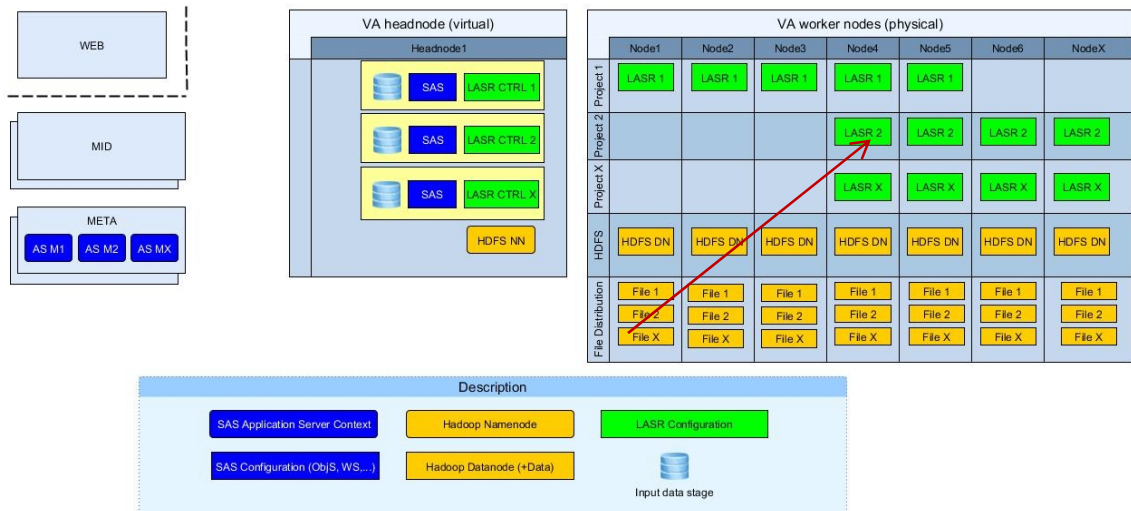 WEB
MID
META
AS M1 AS M2 AS MX
VA headnode (virtual)
Headnode1
SAS LASR CTRL 1
SAS LASR CTRL 2
SAS LASR CTRL X
HDFS NN
VA worker nodes (physical)
Node1 Node2 Node3 Node4 Node5 Node6 NodeX
Project 1 LASR 1 LASR 1 LASR 1 LASR 1 LASR 1
Project 2 LASR 2 LASR 2 LASR 2 LASR 2
Project X LASR X LASR X LASR X LASR X
HDFS HDFS DN HDFS DN HDFS DN HDFS DN HDFS DN HDFS DN HDFS DN
File Distribution
File 1 File 1 File 1 File 1 File 1 File 1 File 1
File 2 File 2 File 2 File 2 File 2 File 2 File 2
File X File X File X File X File X File X File X
Description
SAS Application Server Context Hadoop Namenode LASR Configuration
SAS Configuration (ObjS, WS,...) Hadoop Datanode (+Data)
Input data stage